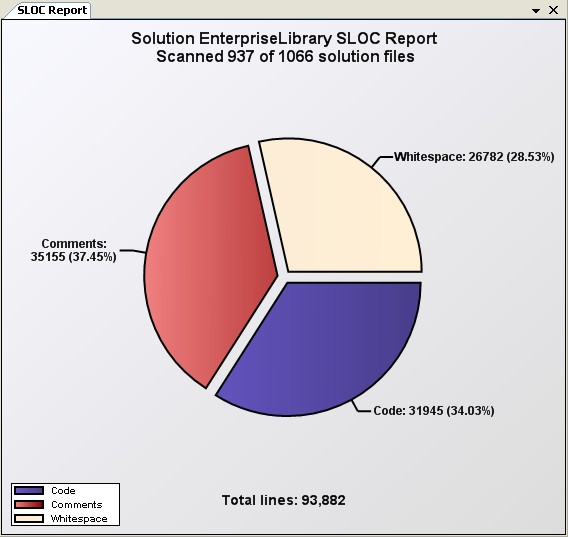 SLOC Report
Solution EnterpriseLibrary SLOC Report
Scanned 937 of 1066 solution files
Whitespace: 26782 (28.53%)
Comments:
35155 (37.45%)
Code: 31945 (34.03%)
Total lines: 93,882
Code
Comments
Whitespace